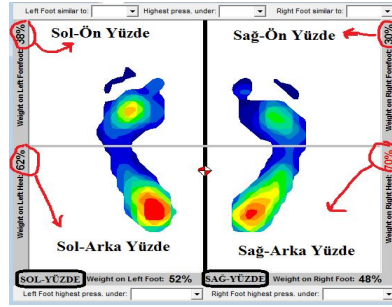 Left Foot similar to: Highest press. under: Right Foot similar to:
Sol-Ön Yüzde Sağ-Ön Yüzde
Weight on Left Forefoot: 38%
Weight on Right Forefoot: 30%
Weight on Left Heel: 62%
Weight on Right Heel: 70%
Sol-Arka Yüzde Sağ-Arka Yüzde
SOL-YÜZDE Weight on Left Foot: 52% SAĞ-YÜZDE Weight on Right Foot: 48%
Left Foot highest press. under: Right Foot highest press. under: